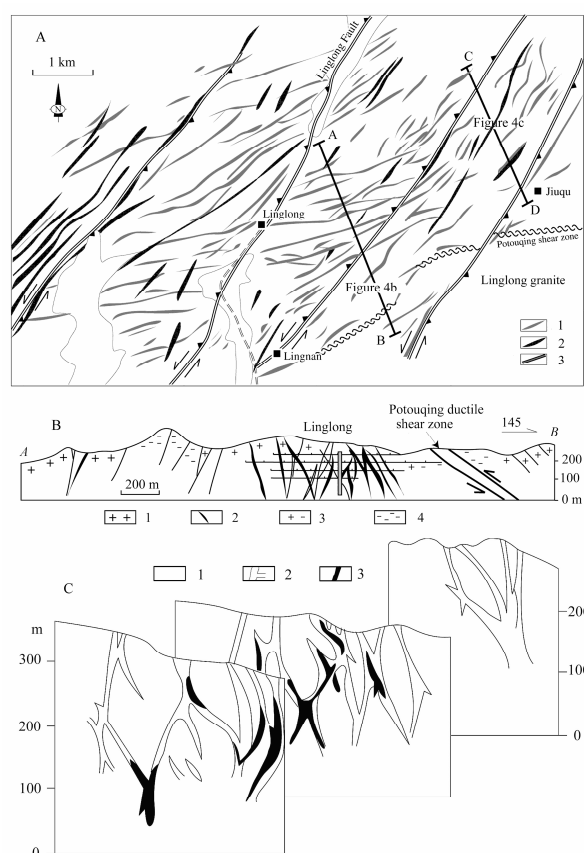 A
1 km
N
Linglong Fault
C
Figure 4c
A
Jiuqu
D
Linglong
Potouqing shear zone
Figure 4b
Linglong granite
B
Lingnan
1
2
3
B
Linglong
Potouqing ductile
shear zone
145
A
B
200
100
0 m
200 m
1
2
3
4
C
1
2
3
m
300
200
100
0
200
100
0